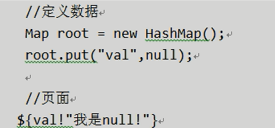 //定义数据
Map root = new HashMap();
root.put("val",null);
//页面
${val!"我是null!"}